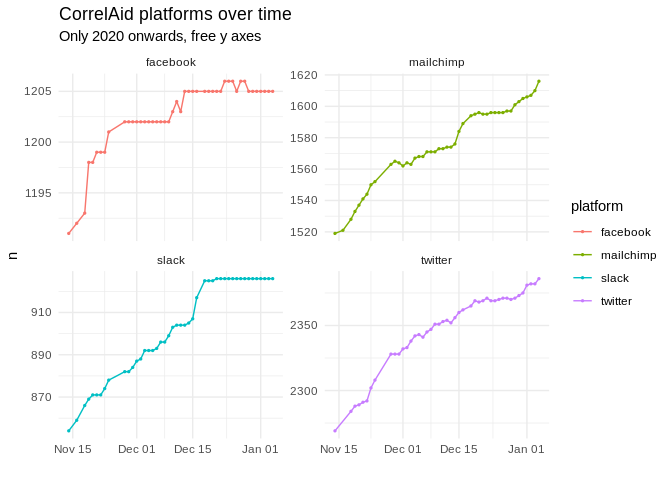 CorrelAid platforms over time
Only 2020 onwards, free y axes
facebook
mailchimp
1205
1200
1195
1620
1600
1580
1560
1540
1520
slack
twitter
910
890
870
2350
2300
Nov 15
Dec 01
Dec 15
Jan 01
Nov 15
Dec 01
Dec 15
Jan 01
n
platform
facebook
mailchimp
slack
twitter